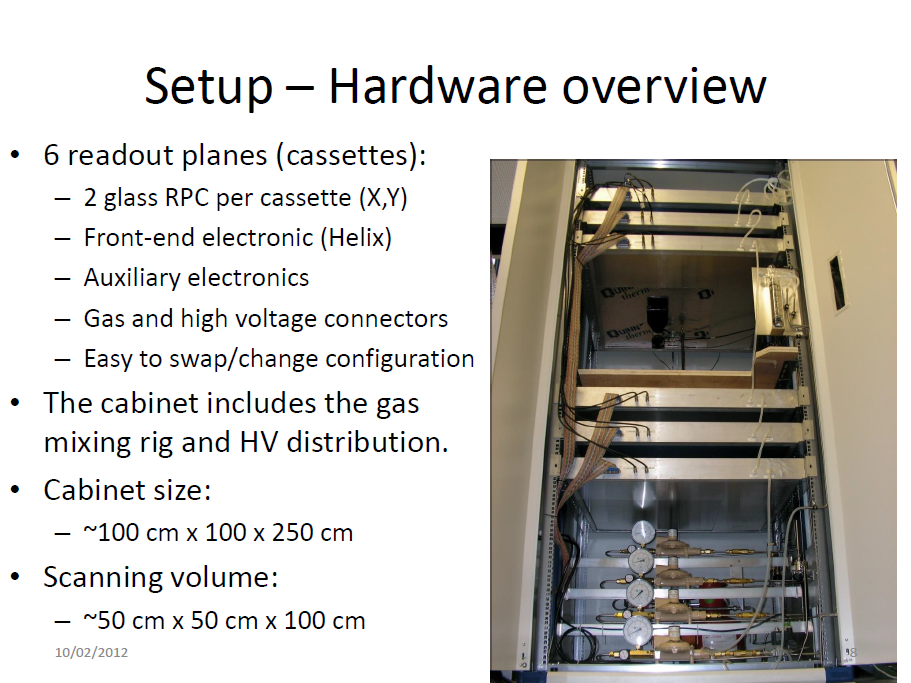 Setup – Hardware overview
• 6 readout planes (cassettes):
– 2 glass RPC per cassette (X,Y)
– Front-end electronic (Helix)
– Auxiliary electronics
– Gas and high voltage connectors
– Easy to swap/change configuration
• The cabinet includes the gas
mixing rig and HV distribution.
• Cabinet size:
– ~100 cm x 100 x 250 cm
• Scanning volume:
– ~50 cm x 50 cm x 100 cm
10/02/2012
therm